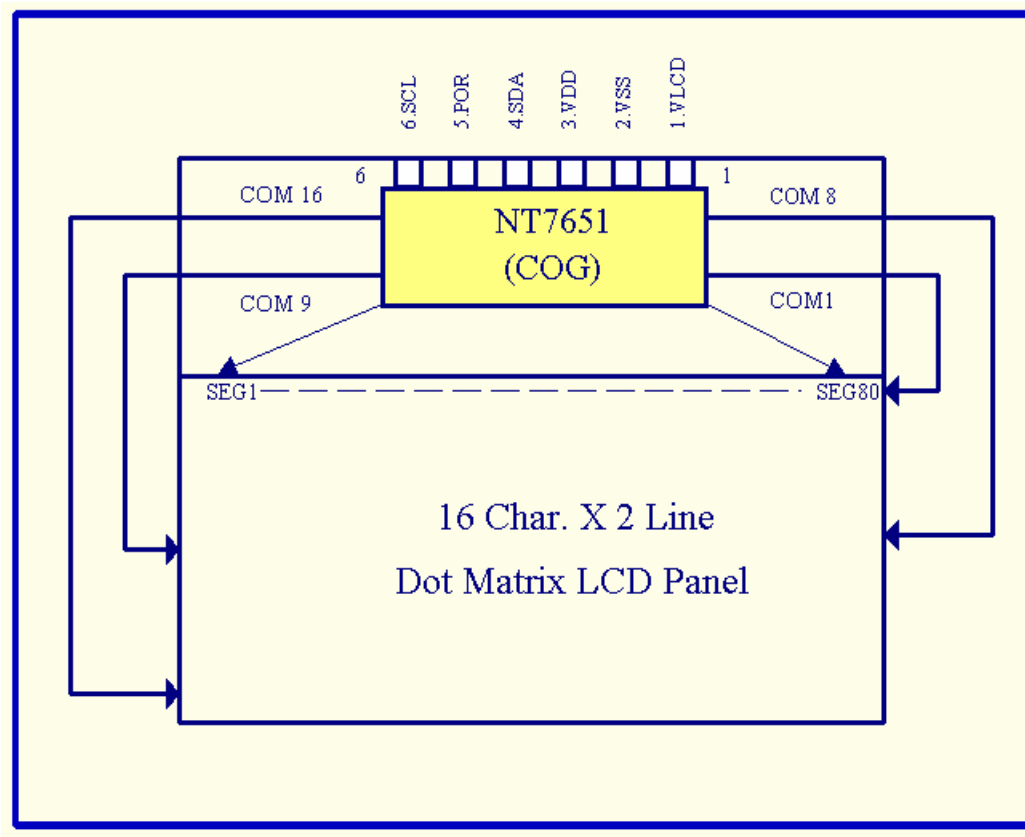 6.SCL
5.POR
4.SDA
3.VDD
2.VSS
1.VLCD
6
1
COM 16
NT7651
(COG)
COM 8
COM 9
COM1
SEG1
SEG80
16 Char. X 2 Line
Dot Matrix LCD Panel